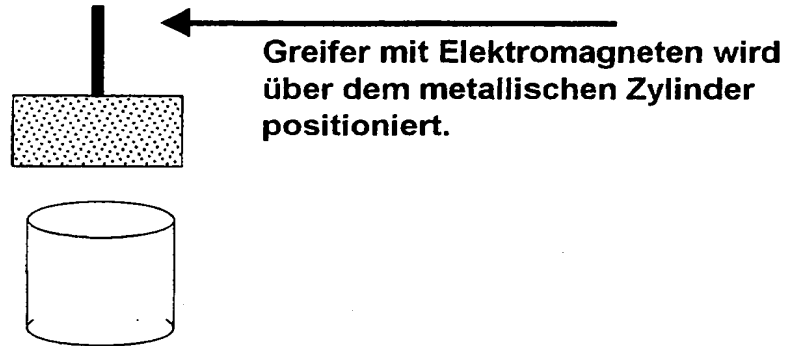 Greifer mit Elektromagneten wird
über dem metallischen Zylinder
positioniert.